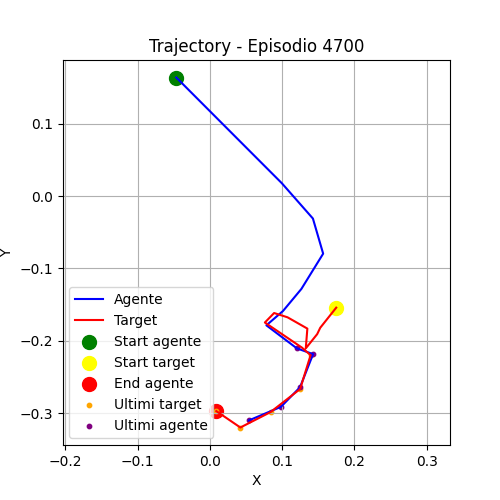 Trajectory - Episodio 4700
Y
0.1
0.0
−0.1
−0.2
−0.3
Agente
Target
Start agente
Start target
End agente
Ultimi target
Ultimi agente
−0.2
−0.1
0.0
0.1
0.2
0.3
X